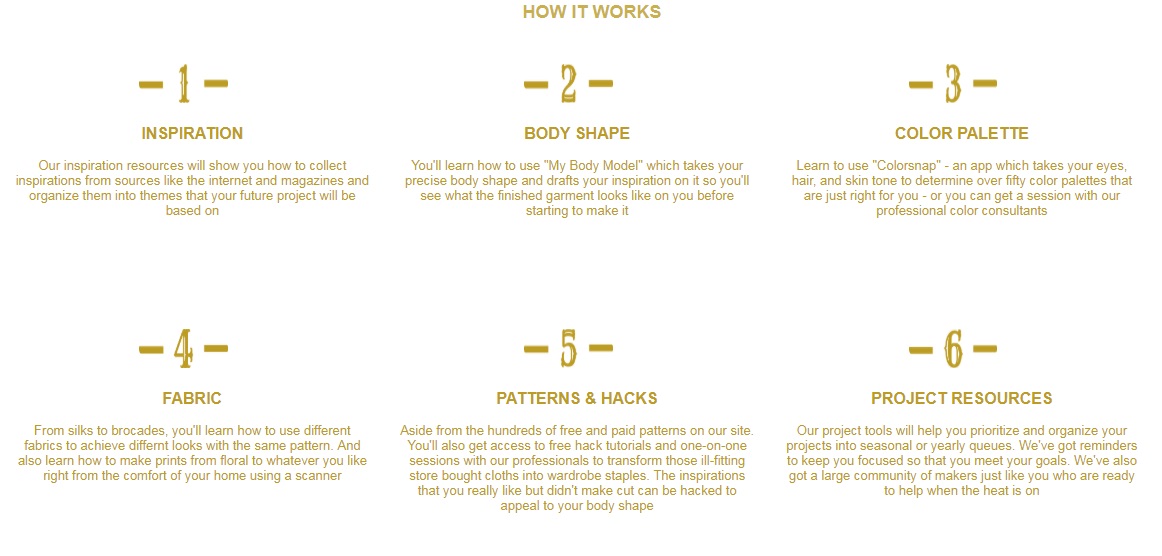 HOW IT WORKS
- 1 -
INSPIRATION
Our inspiration resources will show you how to collect
inspirations from sources like the internet and magazines and
organize them into themes that your future project will be
based on
- 2 -
BODY SHAPE
You'll learn how to use "My Body Model" which takes your
precise body shape and drafts your inspiration on it so you'll
see what the finished garment looks like on you before
starting to make it
- 3 -
COLOR PALETTE
Learn to use "Colorsnap" - an app which takes your eyes,
hair, and skin tone to determine over fifty color palettes that
are just right for you - or you can get a session with our
professional color consultants
- 4 -
FABRIC
From silks to brocades, you'll learn how to use different
fabrics to achieve differnt looks with the same pattern. And
also learn how to make prints from floral to whatever you like
right from the comfort of your home using a scanner
- 5 -
PATTERNS & HACKS
Aside from the hundreds of free and paid patterns on our site.
You'll also get access to free hack tutorials and one-on-one
sessions with our professionals to transform those ill-fitting
store bought cloths into wardrobe staples. The inspirations
that you really like but didn't make cut can be hacked to
appeal to your body shape
- 6 -
PROJECT RESOURCES
Our project tools will help you prioritize and organize your
projects into seasonal or yearly queues. We've got reminders
to keep you focused so that you meet your goals. We've also
got a large community of makers just like you who are ready
to help when the heat is on